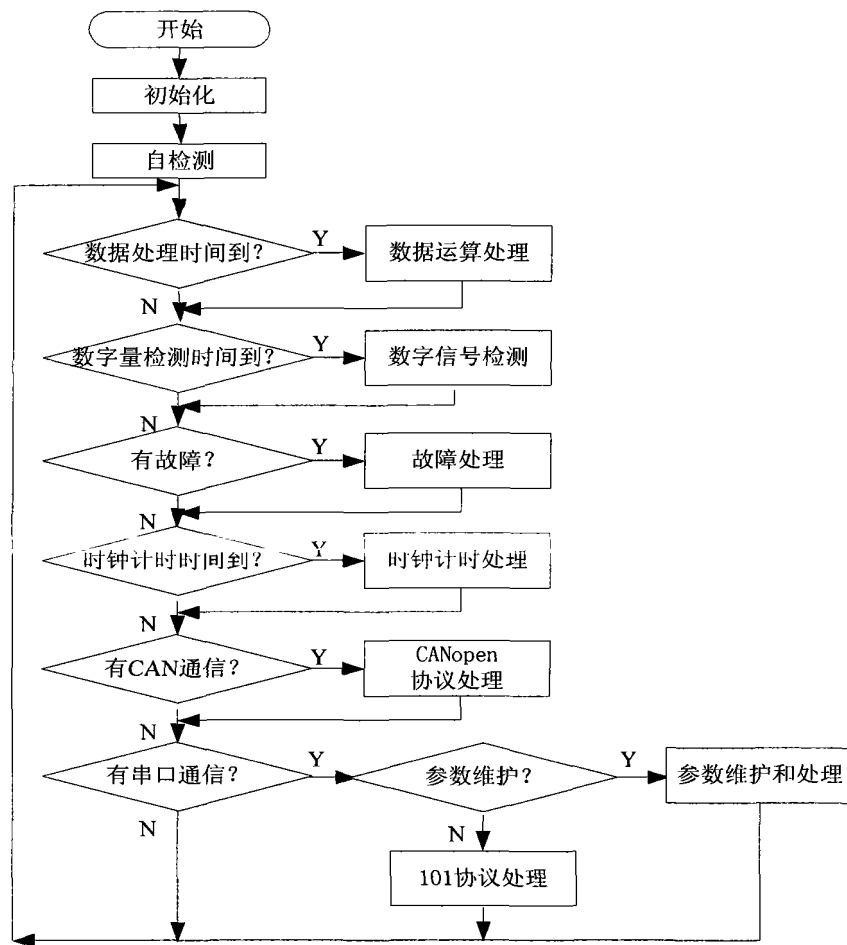 开始
初始化
自检测
数据处理时间到？
Y
数据运算处理
N
数字量检测时间到？
Y
数字信号检测
N
有故障？
Y
故障处理
N
时钟计时时间到？
Y
时钟计时处理
N
有CAN通信？
Y
CANopen
协议处理
N
有串口通信？
Y
参数维护？
Y
参数维护和处理
N
N
101协议处理